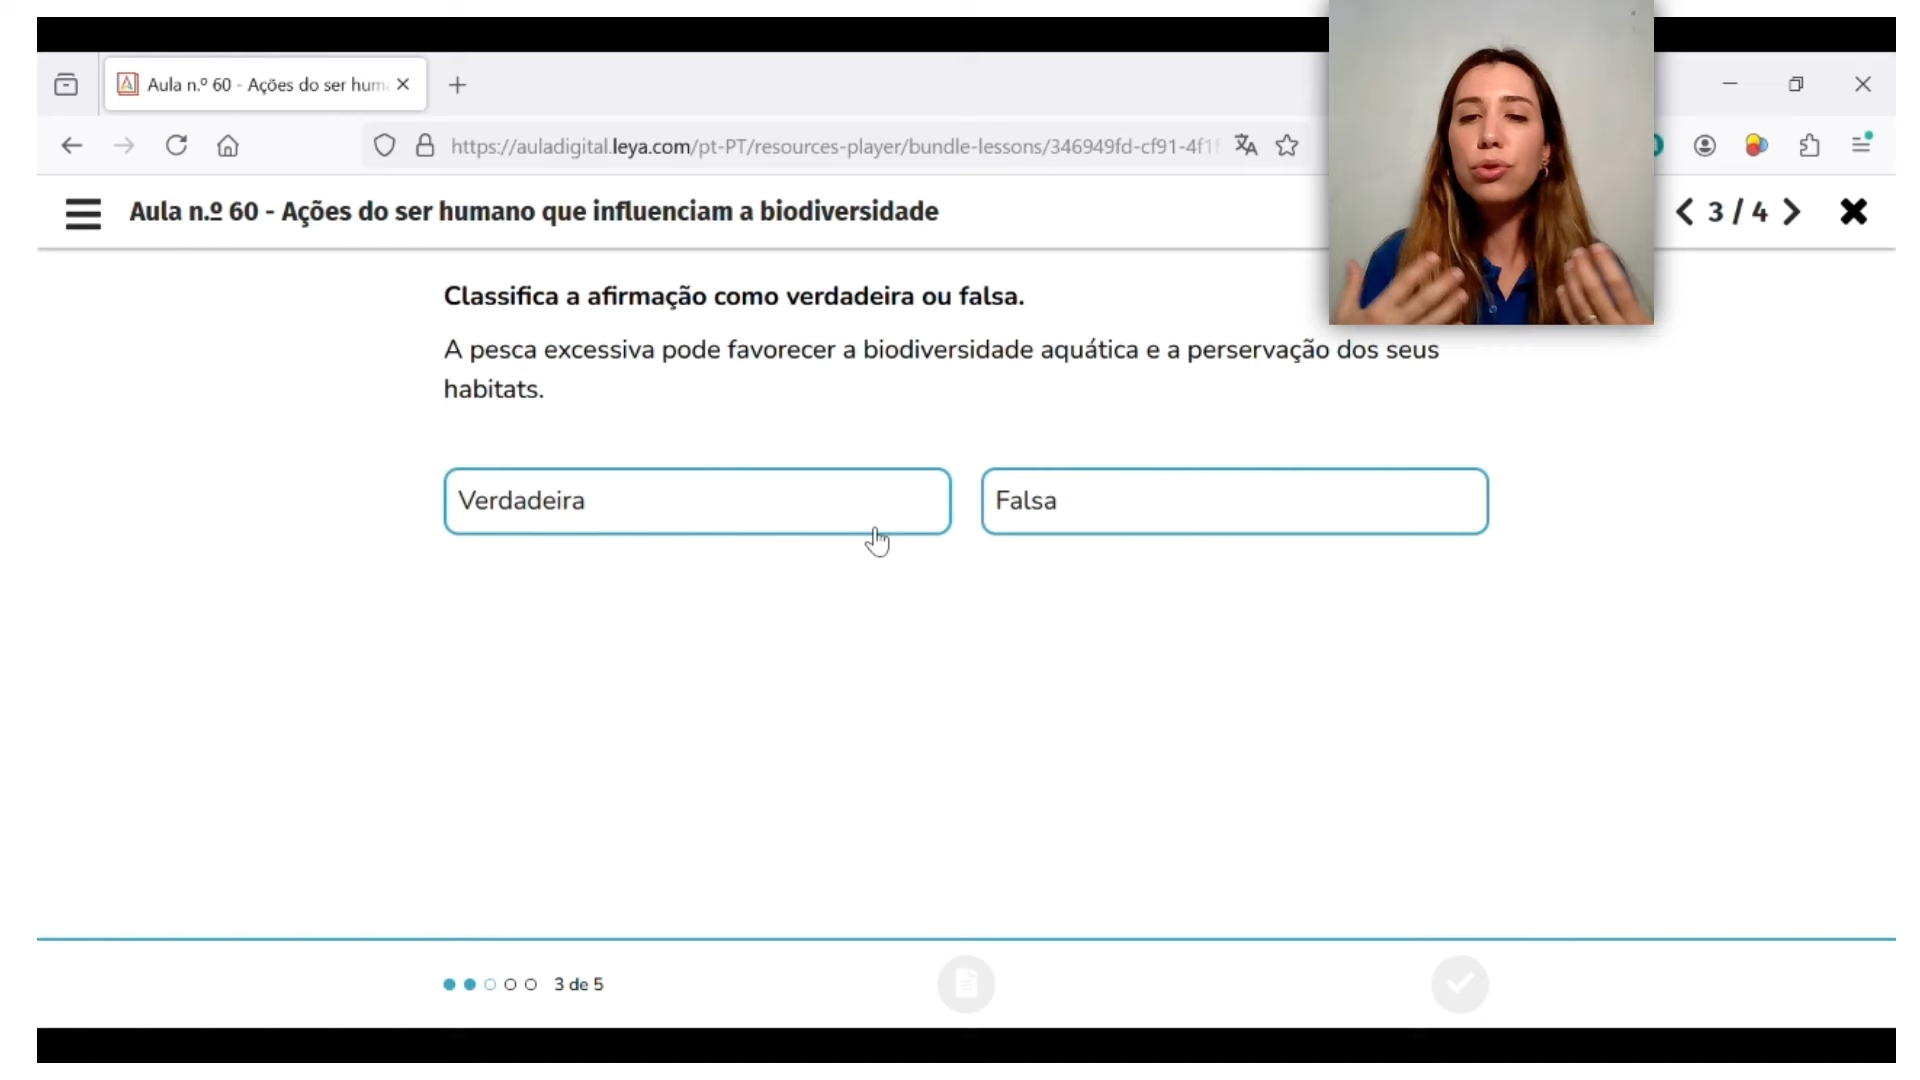 Aula n.º 60 - Ações do ser hum
https://auladigital.leya.com/pt-PT/resources-player/bundle-lessons/346949fd-cf91-4f1
Aula n.º 60 - Ações do ser humano que influenciam a biodiversidade
3 / 4
Classifica a afirmação como verdadeira ou falsa.
A pesca excessiva pode favorecer a biodiversidade aquática e a perservação dos seus
habitats.
Verdadeira
Falsa
3 de 5